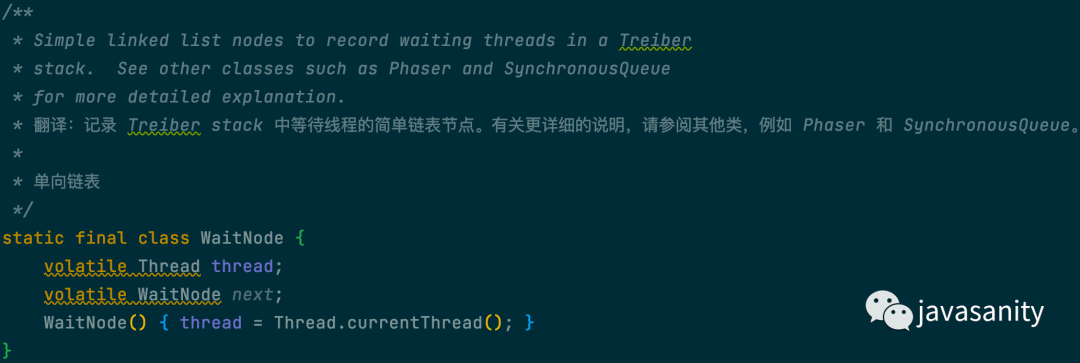 /**
 * Simple linked list nodes to record waiting threads in a Treiber
 * stack.  See other classes such as Phaser and SynchronousQueue
 * for more detailed explanation.
 * 翻译：记录 Treiber stack 中等待线程的简单链表节点。有关更详细的说明，请参阅其他类，例如 Phaser 和 SynchronousQueue。
 *
 * 单向链表
 */
static final class WaitNode {
    volatile Thread thread;
    volatile WaitNode next;
    WaitNode() { thread = Thread.currentThread(); }
}
javasanity